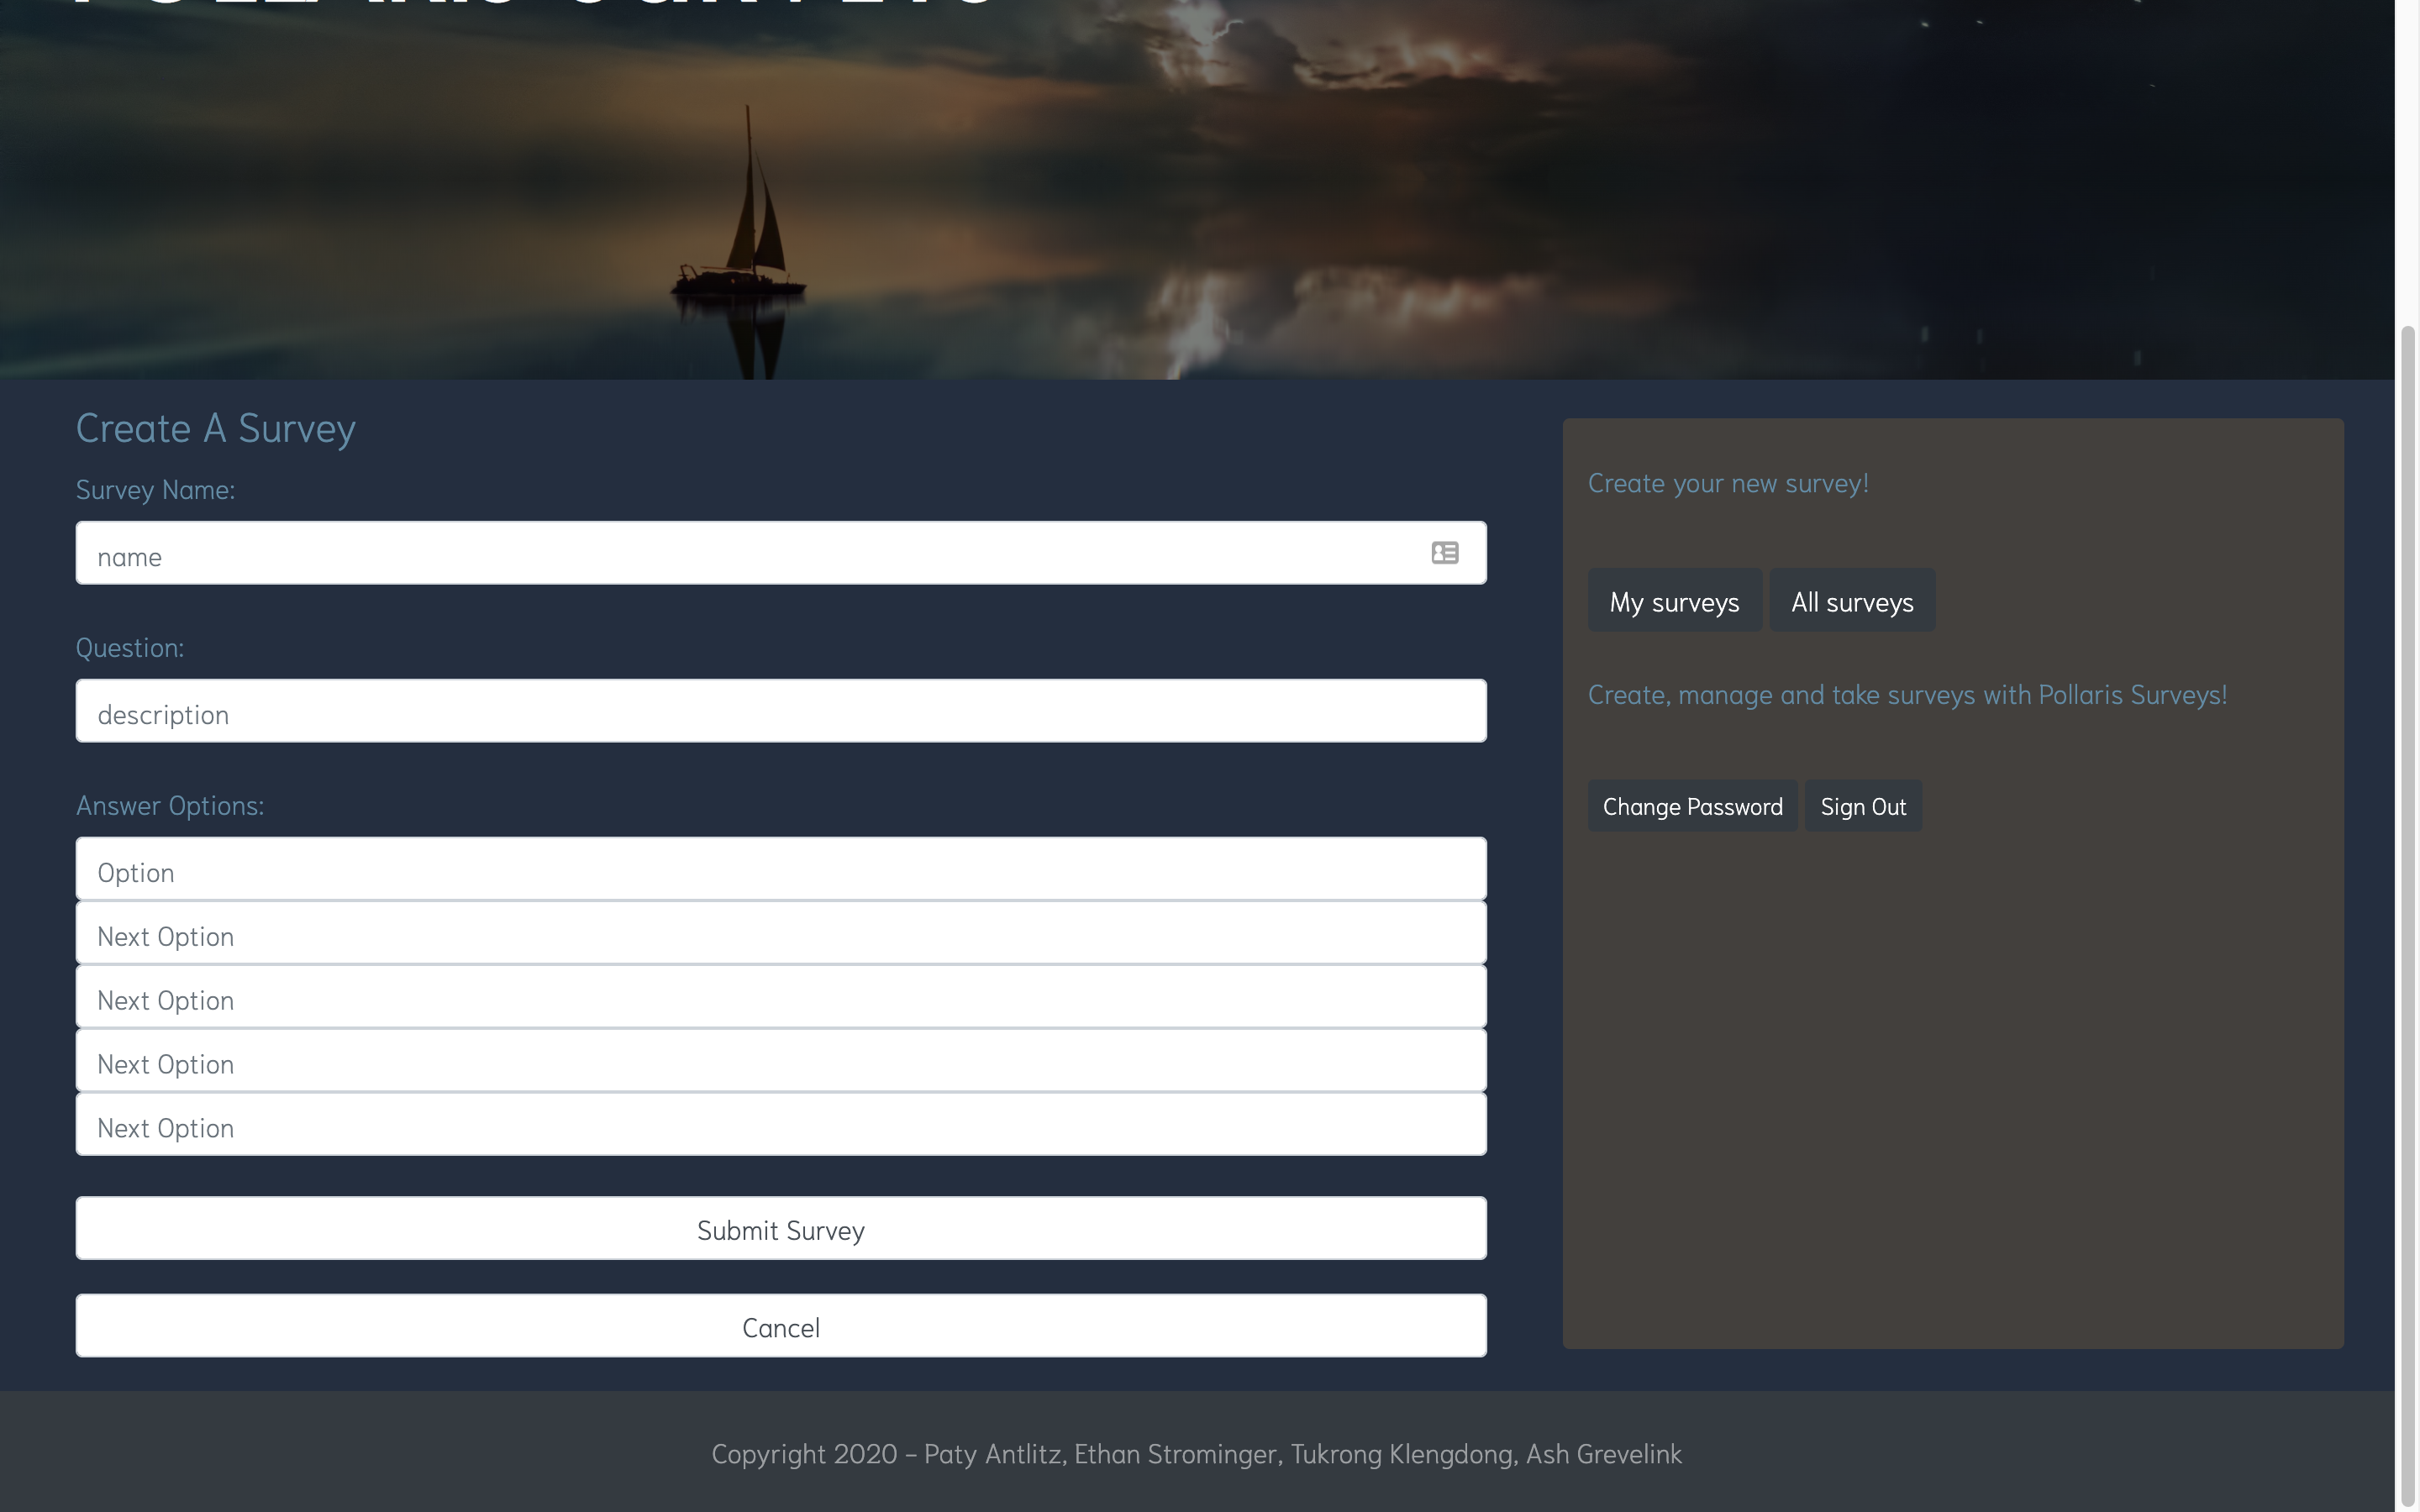 Create A Survey
Survey Name:
name
Question:
description
Answer Options:
Option
Next Option
Next Option
Next Option
Next Option
Submit Survey
Cancel
Create your new survey!
My surveys All surveys
Create, manage and take surveys with Pollaris Surveys!
Change Password Sign Out
Copyright 2020 – Paty Antlitz, Ethan Strominger, Tukrong Klengdong, Ash Grevelink